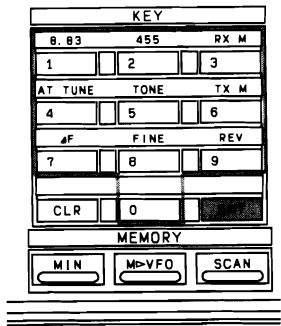 KEY
8.83 455 RX M
1 2 3
AT TUNE TONE TX M
4 5 6
⊿F FINE REV
7 8 9
CLR 0
MEMORY
MIN M▷VFO SCAN